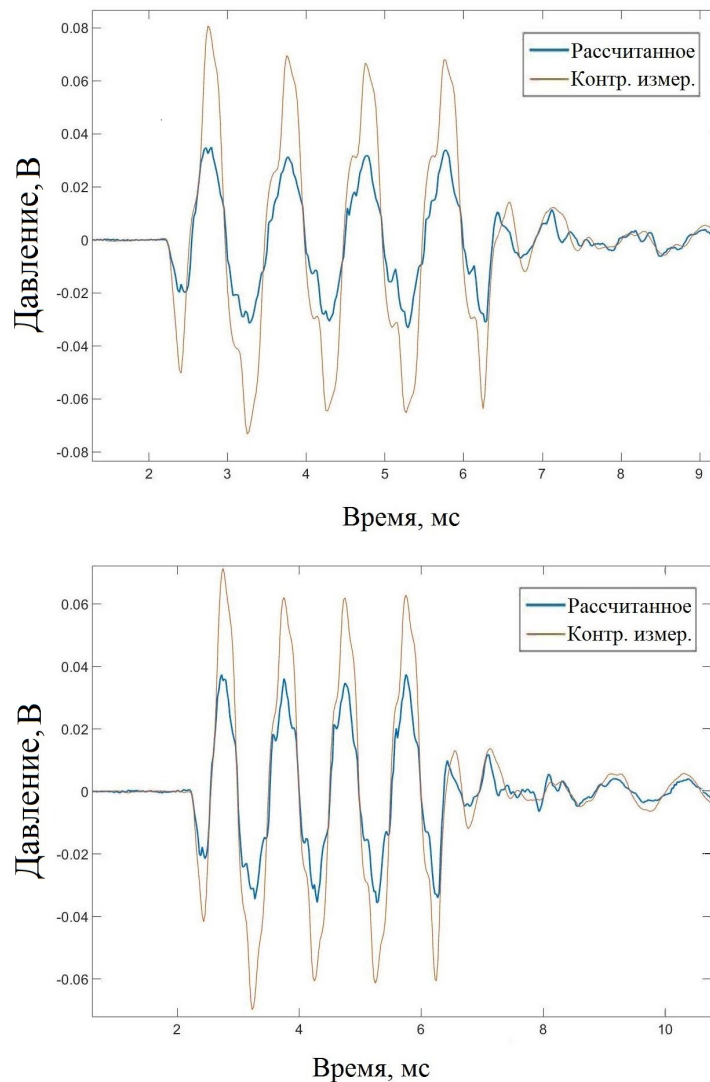 0.08
0.06
0.04
0.02
0
-0.02
-0.04
-0.06
-0.08
Давление, В
Рассчитанное
Контр. измер.
2 3 4 5 6 7 8 9
Время, мс
0.06
0.04
0.02
0
-0.02
-0.04
-0.06
Давление, В
Рассчитанное
Контр. измер.
2 4 6 8 10
Время, мс